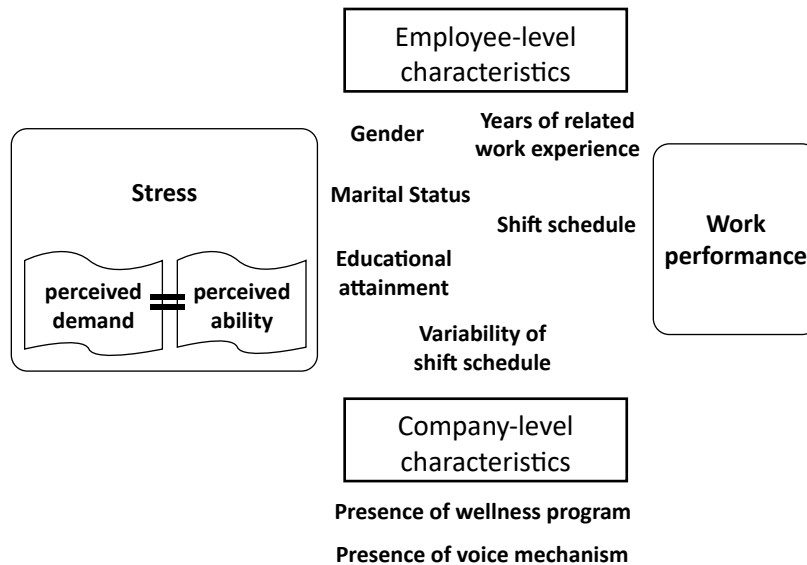 Employee-level
characteristics
Gender
Years of related
work experience
Stress
Marital Status
Shift schedule
Work
performance
Educational
attainment
perceived
demand
perceived
ability
Variability of
shift schedule
Company-level
characteristics
Presence of wellness program
Presence of voice mechanism